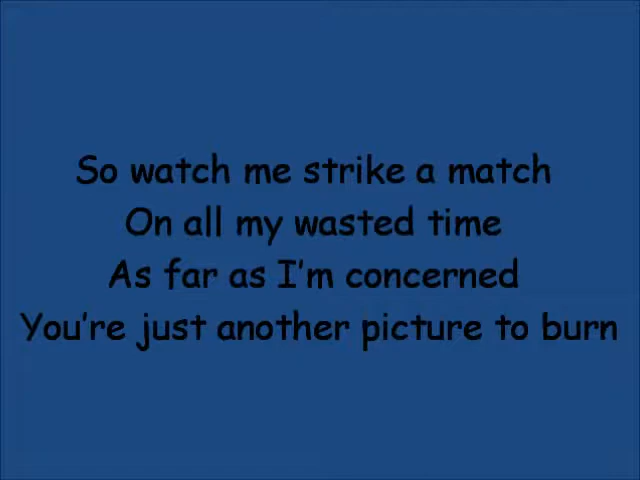 So watch me strike a match
On all my wasted time
As far as I'm concerned
You're just another picture to burn